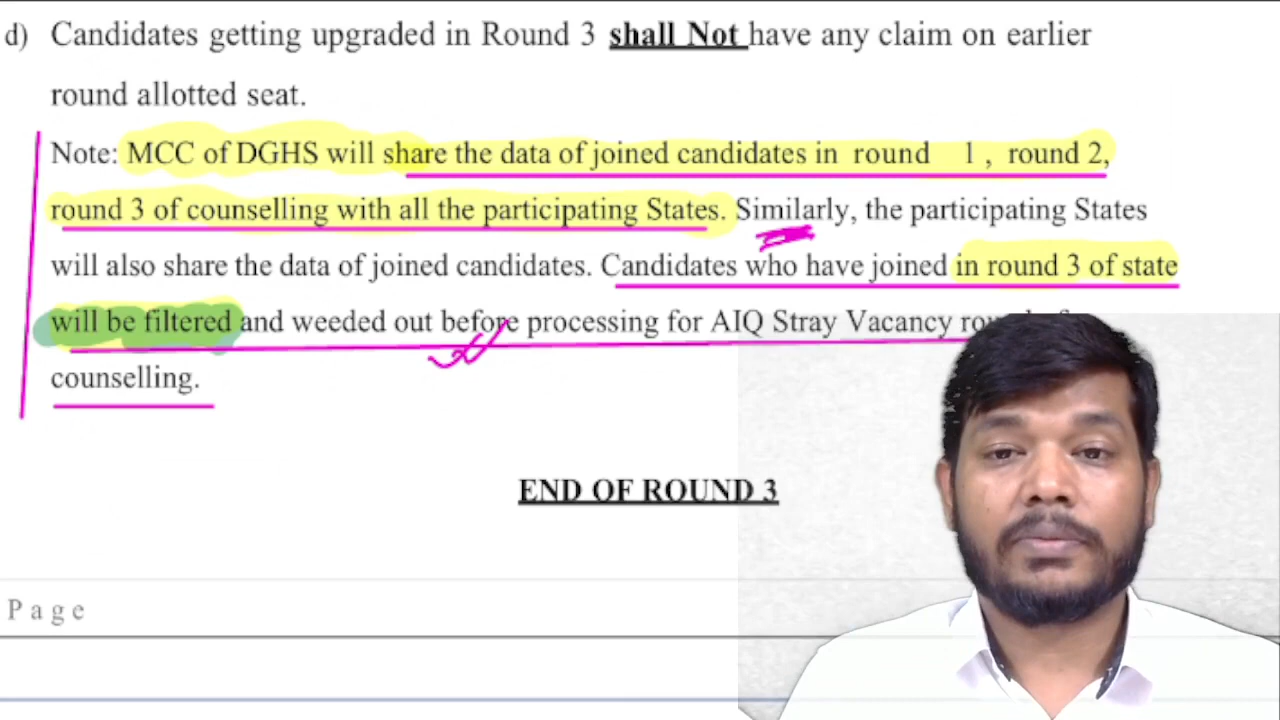 d) Candidates getting upgraded in Round 3 shall Not have any claim on earlier
round allotted seat.
Note: MCC of DGHS will share the data of joined candidates in round 1 , round 2,
round 3 of counselling with all the participating States. Similarly, the participating States
will also share the data of joined candidates. Candidates who have joined in round 3 of state
will be filtered and weeded out before processing for AIQ Stray Vacancy
counselling.
END OF ROUND 3
Page